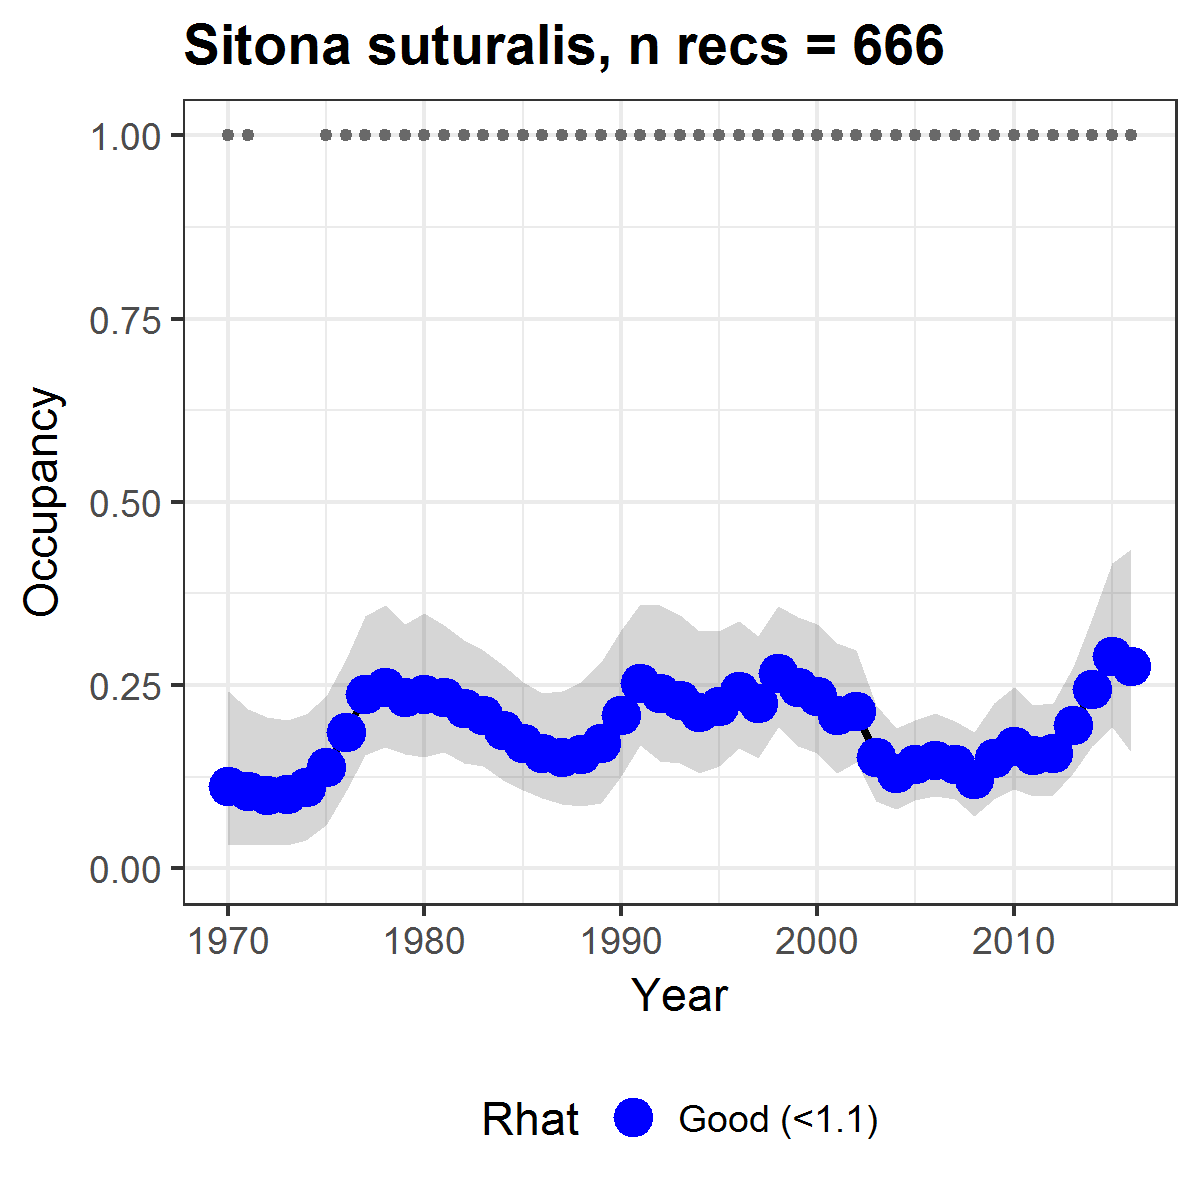 Sitona suturalis, n recs = 666
1.00
0.75
0.50
0.25
0.00
Occupancy
1970 1980 1990 2000 2010
Year
Rhat Good (<1.1)